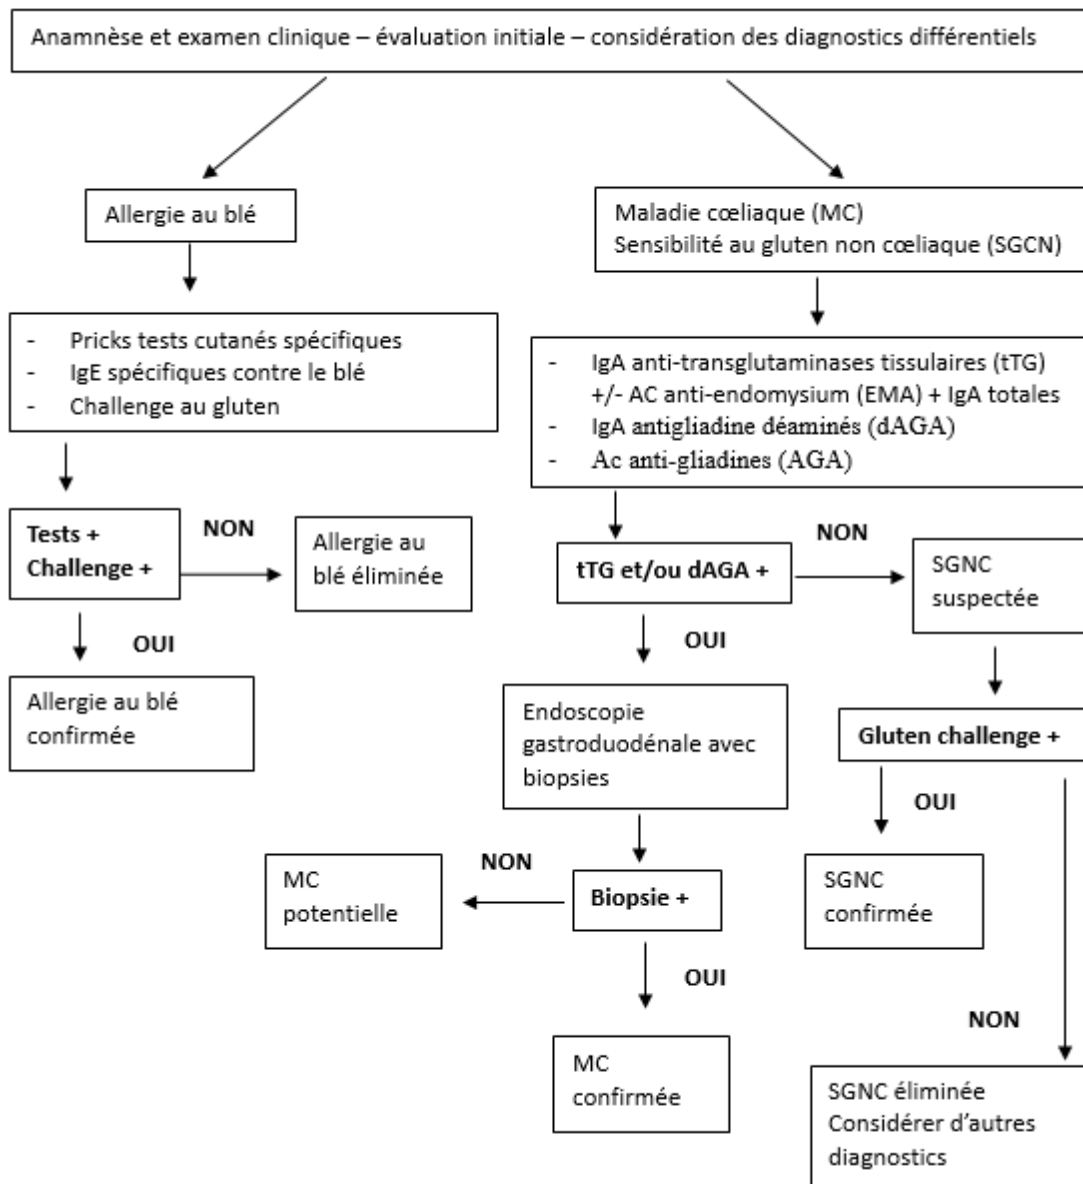 Anamnèse et examen clinique – évaluation initiale – considération des diagnostics différentiels
Allergie au blé
Maladie cœliaque (MC)
Sensibilité au gluten non cœliaque (SGCN)
- Pricks tests cutanés spécifiques
- IgE spécifiques contre le blé
- Challenge au gluten
- IgA anti-transglutaminases tissulaires (tTG)
+/- AC anti-endomysium (EMA) + IgA totales
- IgA antigliadine déaminés (dAGA)
- Ac anti-gliadines (AGA)
Tests +
Challenge +
NON
Allergie au
blé éliminée
tTG et/ou dAGA +
NON
SGNC
suspectée
OUI
OUI
Allergie au blé
confirmée
Endoscopie
gastroduodénale avec
biopsies
Gluten challenge +
OUI
MC
potentielle
NON
Biopsie +
SGNC
confirmée
OUI
NON
MC
confirmée
SGNC éliminée
Considérer d’autres
diagnostics